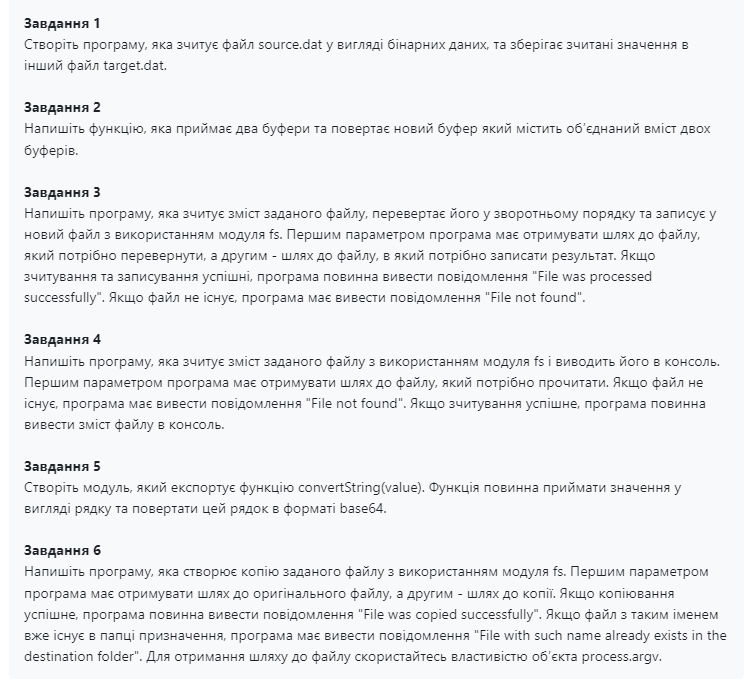 Завдання 1
Створіть програму, яка зчитує файл source.dat у вигляді бінарних даних, та зберігає зчитані значення в
інший файл target.dat.
Завдання 2
Напишіть функцію, яка приймає два буфери та повертає новий буфер який містить об’єднаний вміст двох
буферів.
Завдання 3
Напишіть програму, яка зчитує зміст заданого файлу, перевертає його у зворотньому порядку та записує у
новий файл з використанням модуля fs. Першим параметром програма має отримувати шлях до файлу,
який потрібно перевернути, а другим - шлях до файлу, в який потрібно записати результат. Якщо
зчитування та записування успішні, програма повинна вивести повідомлення "File was processed
successfully". Якщо файл не існує, програма має вивести повідомлення "File not found".
Завдання 4
Напишіть програму, яка зчитує зміст заданого файлу з використанням модуля fs і виводить його в консоль.
Першим параметром програма має отримувати шлях до файлу, який потрібно прочитати. Якщо файл не
існує, програма має вивести повідомлення "File not found". Якщо зчитування успішне, програма повинна
вивести зміст файлу в консоль.
Завдання 5
Створіть модуль, який експортує функцію convertString(value). Функція повинна приймати значення у
вигляді рядку та повертати цей рядок в форматі base64.
Завдання 6
Напишіть програму, яка створює копію заданого файлу з використанням модуля fs. Першим параметром
програма має отримувати шлях до оригінального файлу, а другим - шлях до копії. Якщо копіювання
успішне, програма повинна вивести повідомлення "File was copied successfully". Якщо файл з таким іменем
вже існує в папці призначення, програма має вивести повідомлення "File with such name already exists in the
destination folder". Для отримання шляху до файлу скористайтесь властивістю об’єкта process.argv.